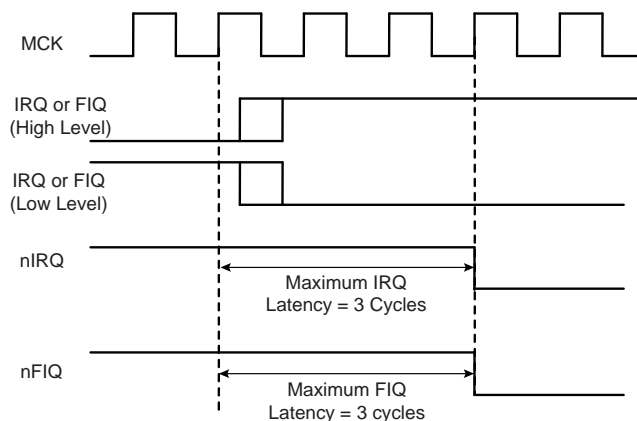 MCK
IRQ or FIQ
(High Level)
IRQ or FIQ
(Low Level)
nIRQ
Maximum IRQ
Latency = 3 Cycles
nFIQ
Maximum FIQ
Latency = 3 cycles